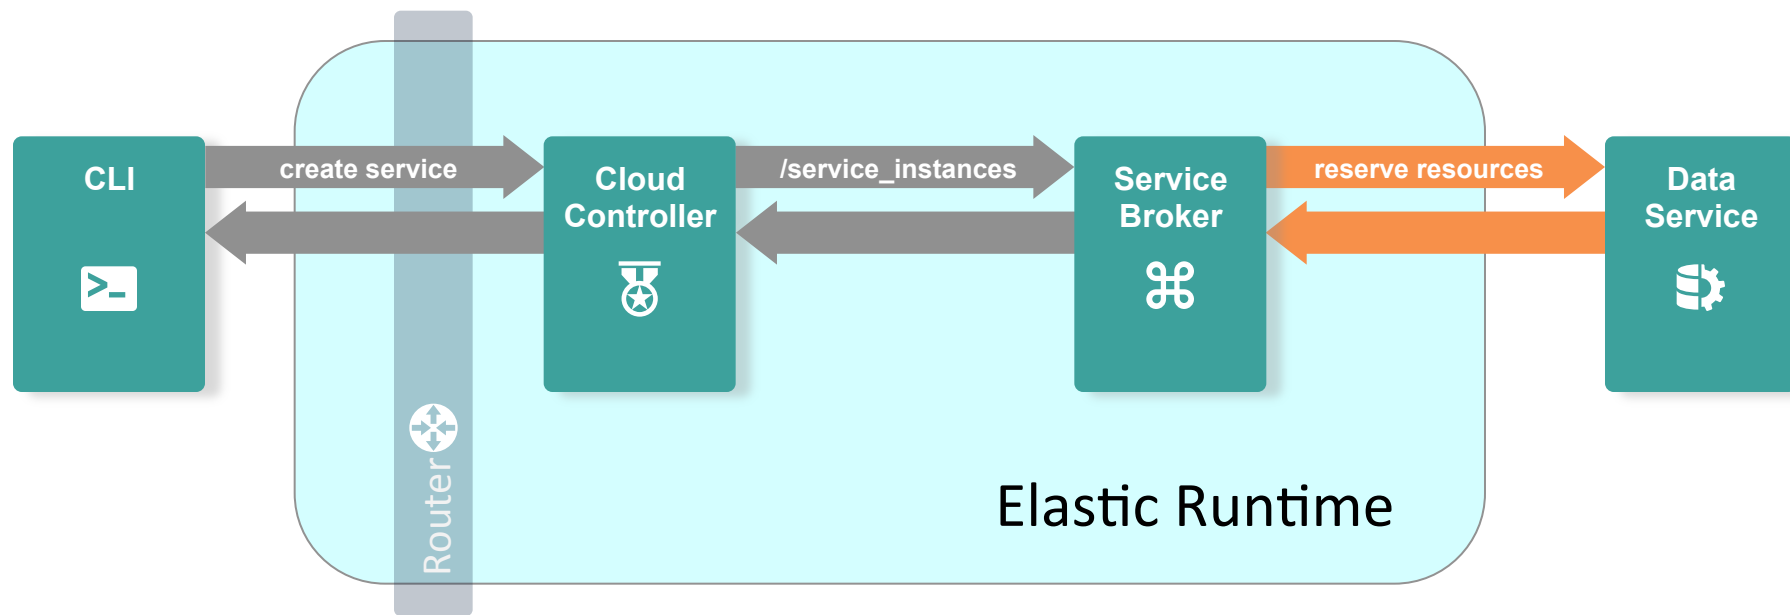 CLI
create service
Cloud
Controller
/service_instances
Service
Broker
reserve resources
Data
Service
>_
Router
Elastic Runtime